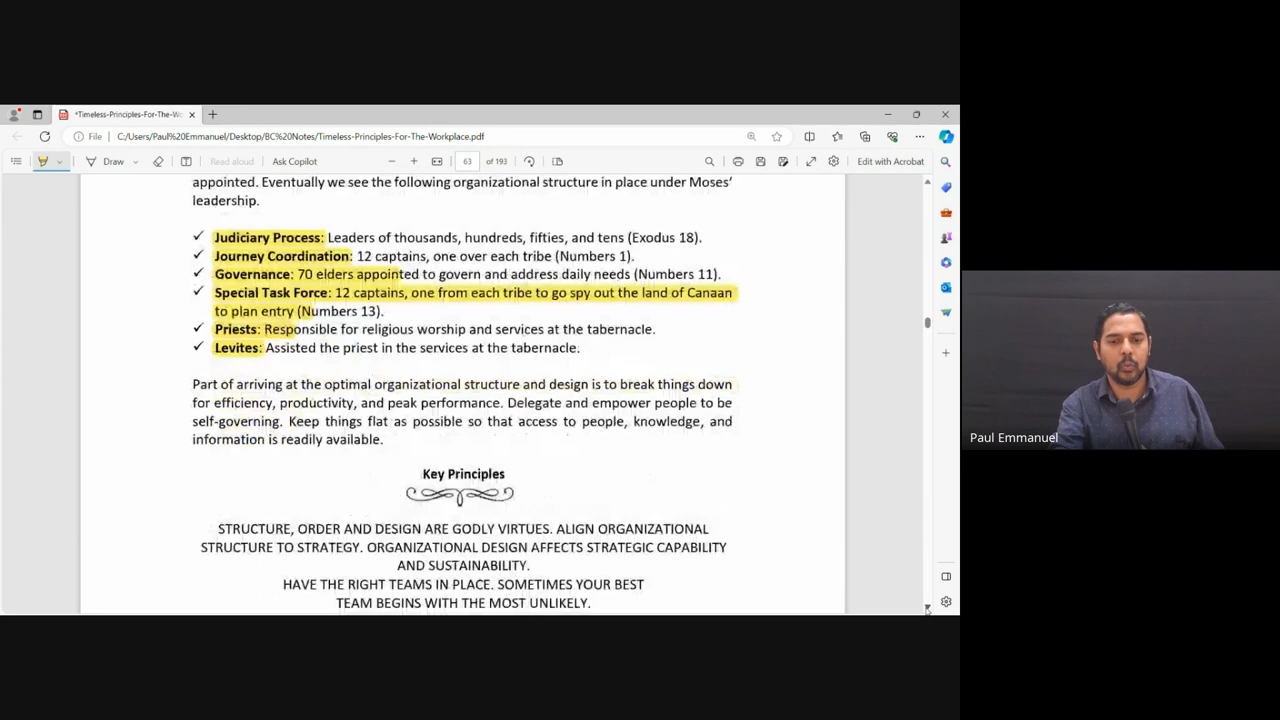 *Timeless-Principles-For-The-Wo
File
C:/Users/Paul%20Emmanuel/Desktop/BC%20Notes/Timeless-Principles-For-The-Workplace.pdf
Draw
Read aloud
Ask Copilot
63 of 193
Edit with Acrobat
appointed. Eventually we see the following organizational structure in place under Moses’
leadership.
✓ Judiciary Process: Leaders of thousands, hundreds, fifties, and tens (Exodus 18).
✓ Journey Coordination: 12 captains, one over each tribe (Numbers 1).
✓ Governance: 70 elders appointed to govern and address daily needs (Numbers 11).
✓ Special Task Force: 12 captains, one from each tribe to go spy out the land of Canaan
to plan entry (Numbers 13).
✓ Priests: Responsible for religious worship and services at the tabernacle.
✓ Levites: Assisted the priest in the services at the tabernacle.
Part of arriving at the optimal organizational structure and design is to break things down
for efficiency, productivity, and peak performance. Delegate and empower people to be
self-governing. Keep things flat as possible so that access to people, knowledge, and
information is readily available.
Key Principles
STRUCTURE, ORDER AND DESIGN ARE GODLY VIRTUES. ALIGN ORGANIZATIONAL
STRUCTURE TO STRATEGY. ORGANIZATIONAL DESIGN AFFECTS STRATEGIC CAPABILITY
AND SUSTAINABILITY.
HAVE THE RIGHT TEAMS IN PLACE. SOMETIMES YOUR BEST
TEAM BEGINS WITH THE MOST UNLIKELY.
Paul Emmanuel